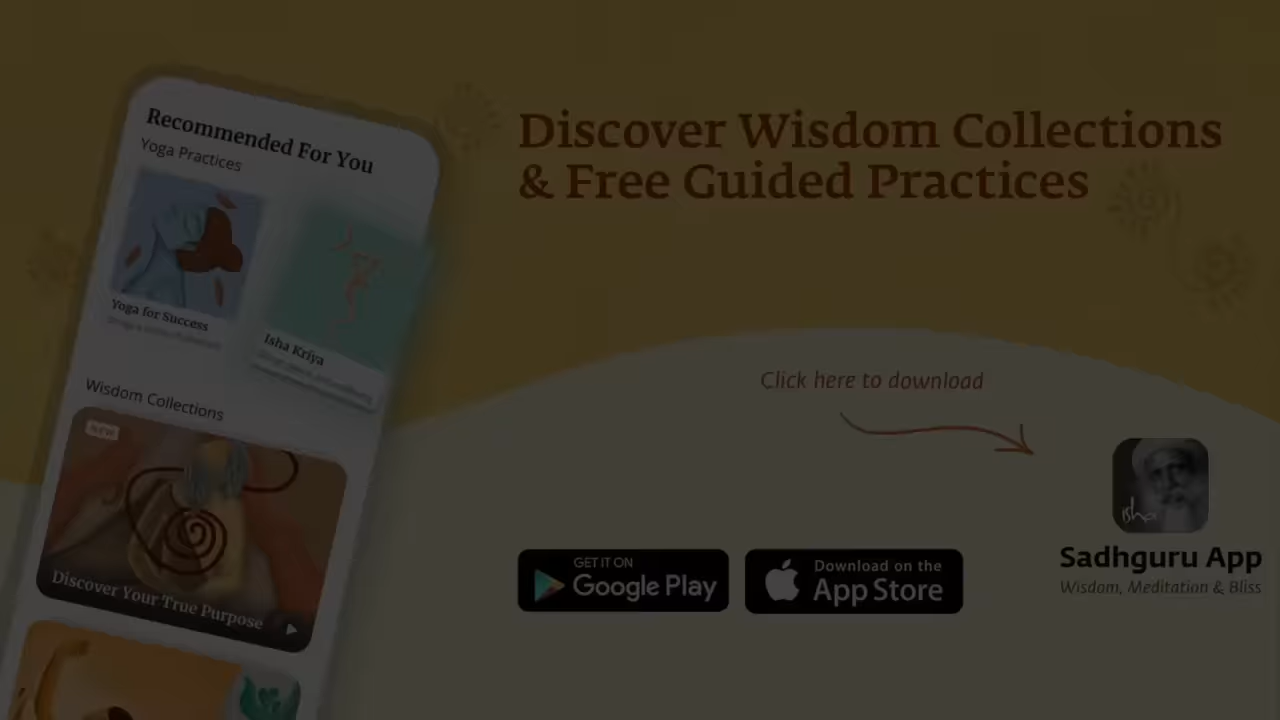 Recommended For You
Yoga Practices
Yoga for Success
Isha Kriya
Wisdom Collections
NEW
Discover Your True Purpose
Discover Wisdom Collections
& Free Guided Practices
Click here to download
GET IT ON
Google Play
Download on the
App Store
isha
Sadhguru App
Wisdom, Meditation & Bliss